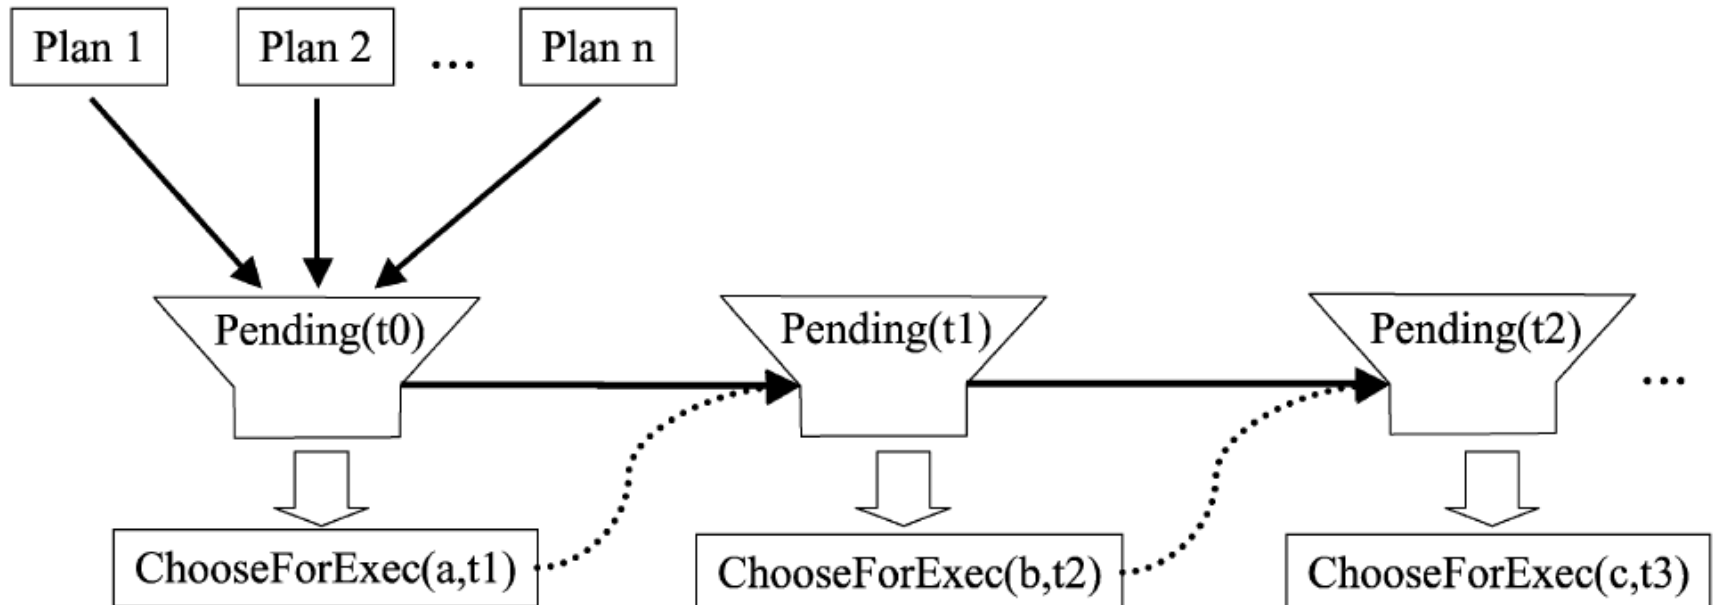 Plan 1 Plan 2 ... Plan n
Pending(t0) Pending(t1) Pending(t2) ...
ChooseForExec(a,t1) ChooseForExec(b,t2) ChooseForExec(c,t3)